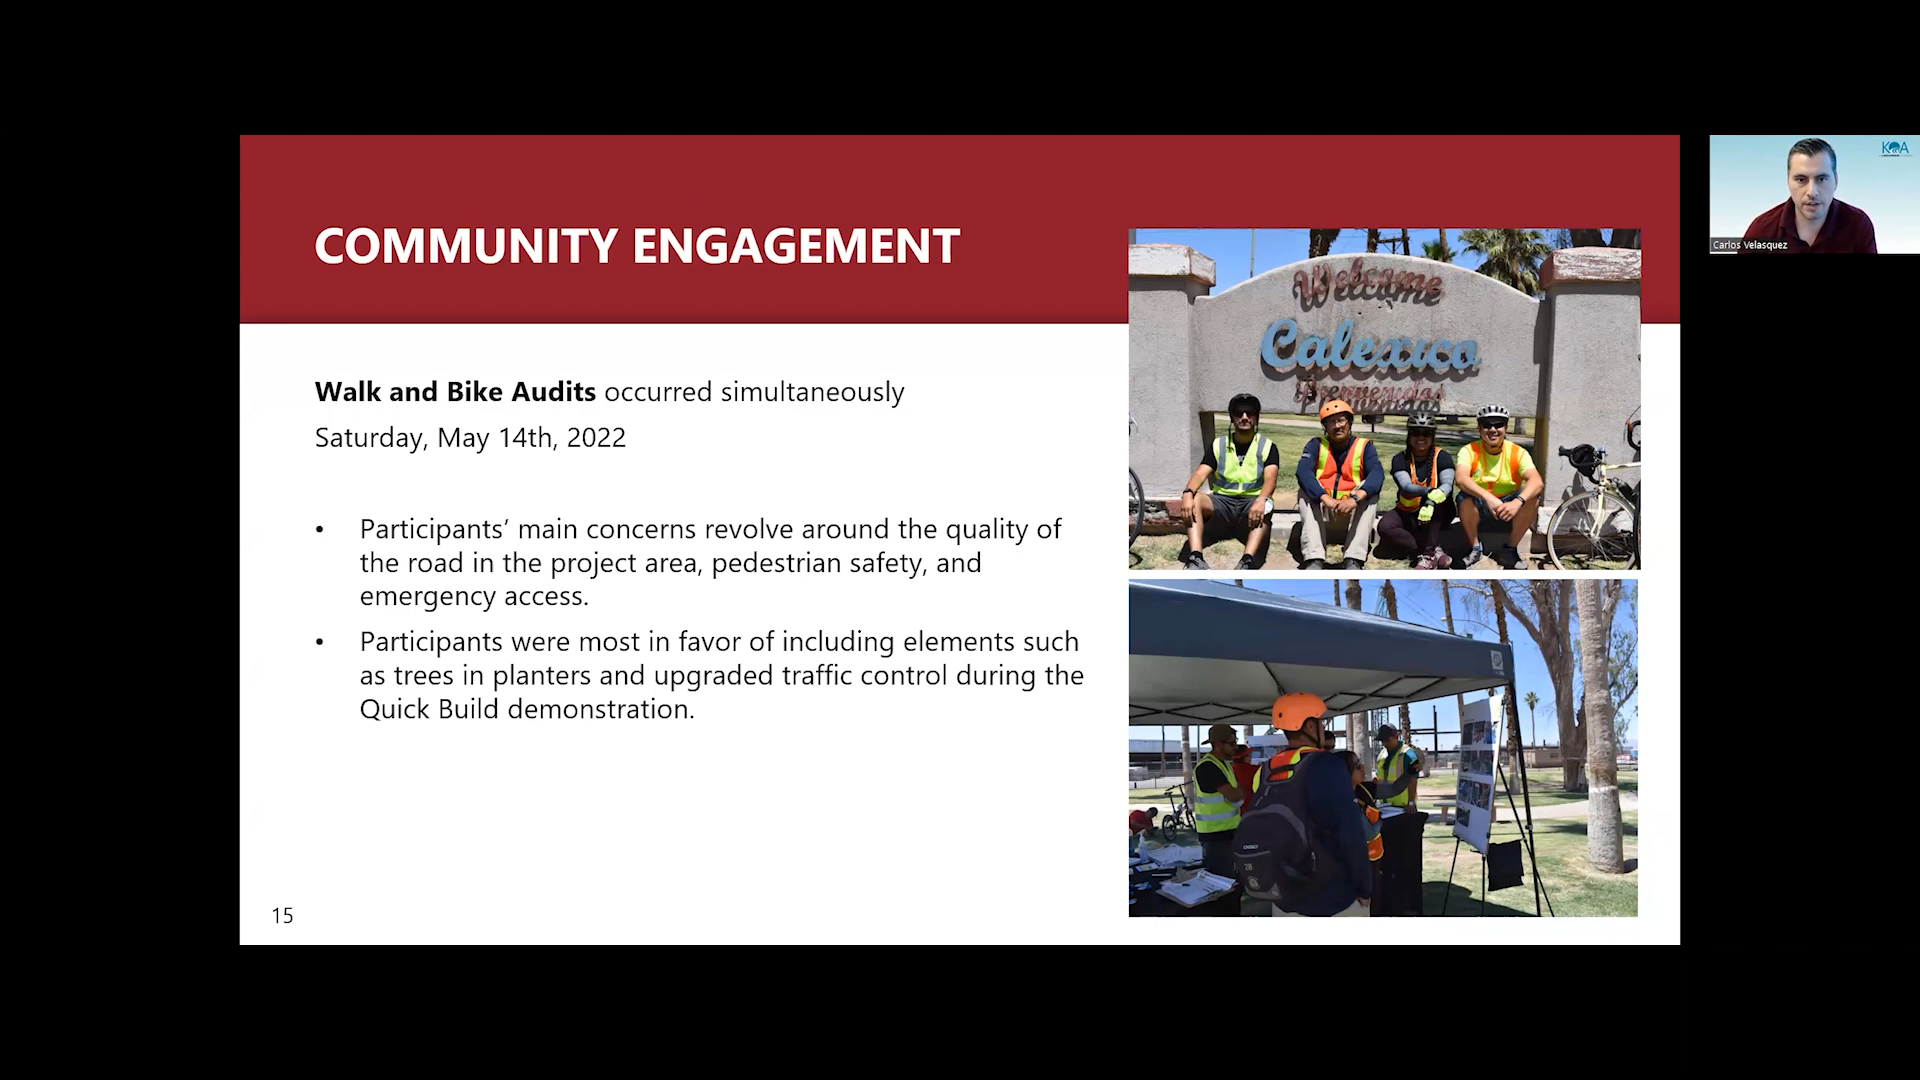 COMMUNITY ENGAGEMENT
Walk and Bike Audits occurred simultaneously
Saturday, May 14th, 2022
• Participants’ main concerns revolve around the quality of
the road in the project area, pedestrian safety, and
emergency access.
• Participants were most in favor of including elements such
as trees in planters and upgraded traffic control during the
Quick Build demonstration.
15
Welcome
Calexico
Bienvenidos
KOA
Carlos Velasquez